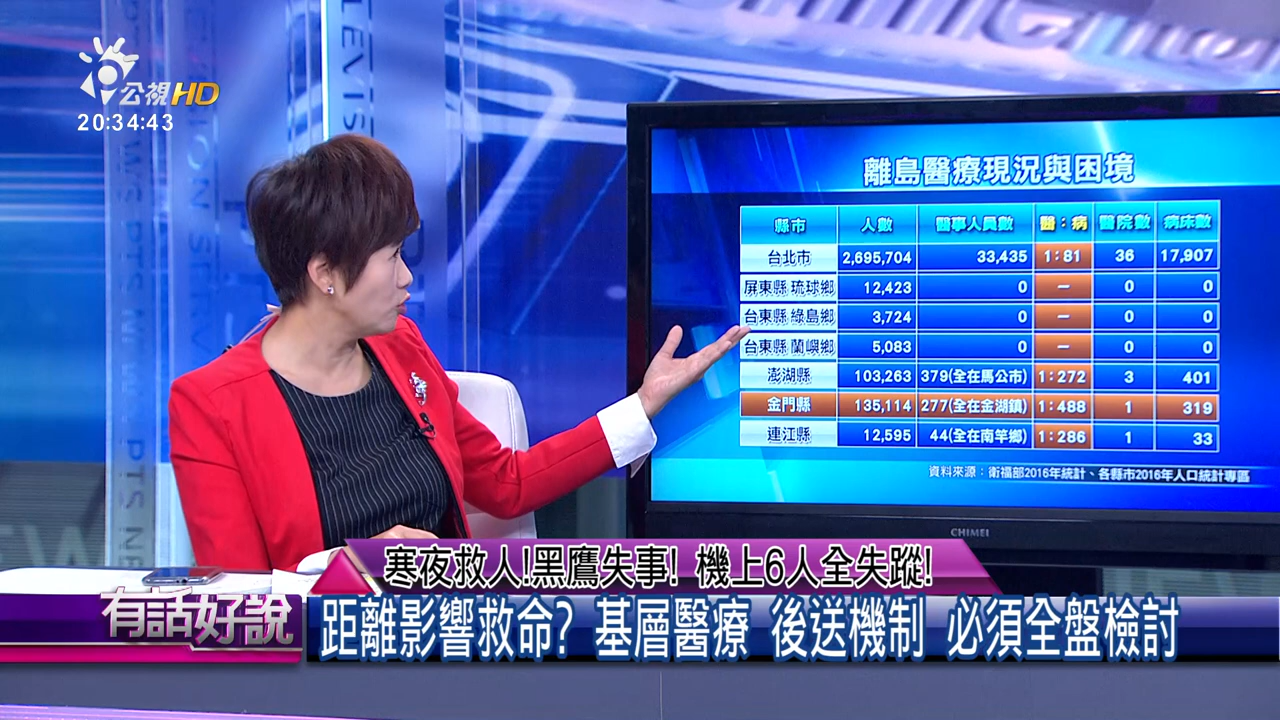 公視HD
20:34:43
離島醫療現況與困境
縣市 人數 醫事人員數 醫:病 醫院數 病床數
台北市 2,695,704 33,435 1:81 36 17,907
屏東縣 琉球鄉 12,423 0 － 0 0
台東縣 綠島鄉 3,724 0 － 0 0
台東縣 蘭嶼鄉 5,083 0 － 0 0
澎湖縣 103,263 379(全在馬公市) 1:272 3 401
金門縣 135,114 277(全在金湖鎮) 1:488 1 319
連江縣 12,595 44(全在南竿鄉) 1:286 1 33
資料來源：衛福部2016年統計、各縣市2016年人口統計專區
CHIMEI
寒夜救人!黑鷹失事! 機上6人全失蹤!
有話好說
距離影響救命? 基層醫療 後送機制 必須全盤檢討